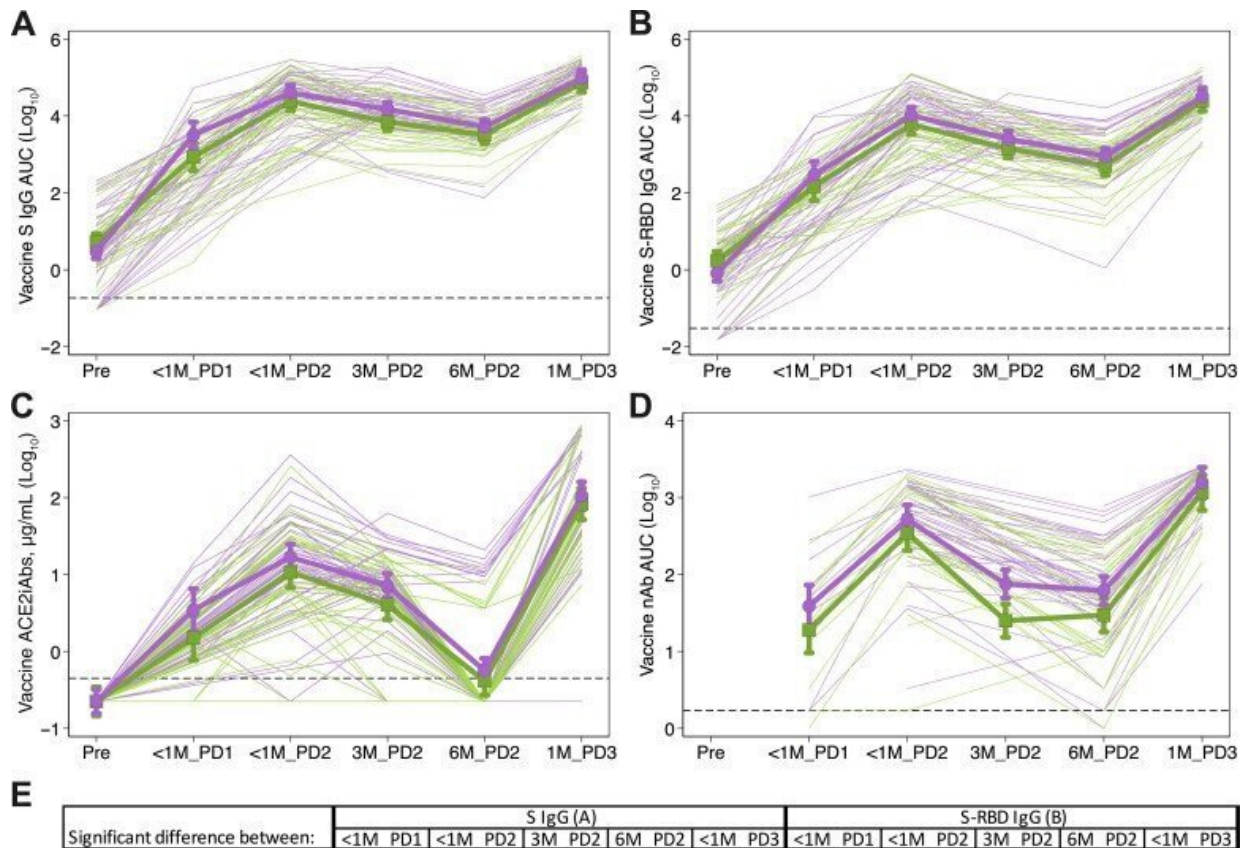 A
B
Vaccine S IgG AUC (Log₁₀)
6
4
2
0
−2
Pre <1M_PD1 <1M_PD2 3M_PD2 6M_PD2 1M_PD3
Vaccine S-RBD IgG AUC (Log₁₀)
6
4
2
0
−2
Pre <1M_PD1 <1M_PD2 3M_PD2 6M_PD2 1M_PD3
C
D
Vaccine ACE2iAbs, µg/mL (Log₁₀)
3
2
1
0
−1
Pre <1M_PD1 <1M_PD2 3M_PD2 6M_PD2 1M_PD3
Vaccine nAb AUC (Log₁₀)
4
3
2
1
0
Pre <1M_PD1 <1M_PD2 3M_PD2 6M_PD2 1M_PD3
E
S IgG (A) S-RBD IgG (B)
Significant difference between: <1M_PD1 <1M_PD2 3M_PD2 6M_PD2 <1M_PD3 <1M_PD1 <1M_PD2 3M_PD2 6M_PD2 <1M_PD3